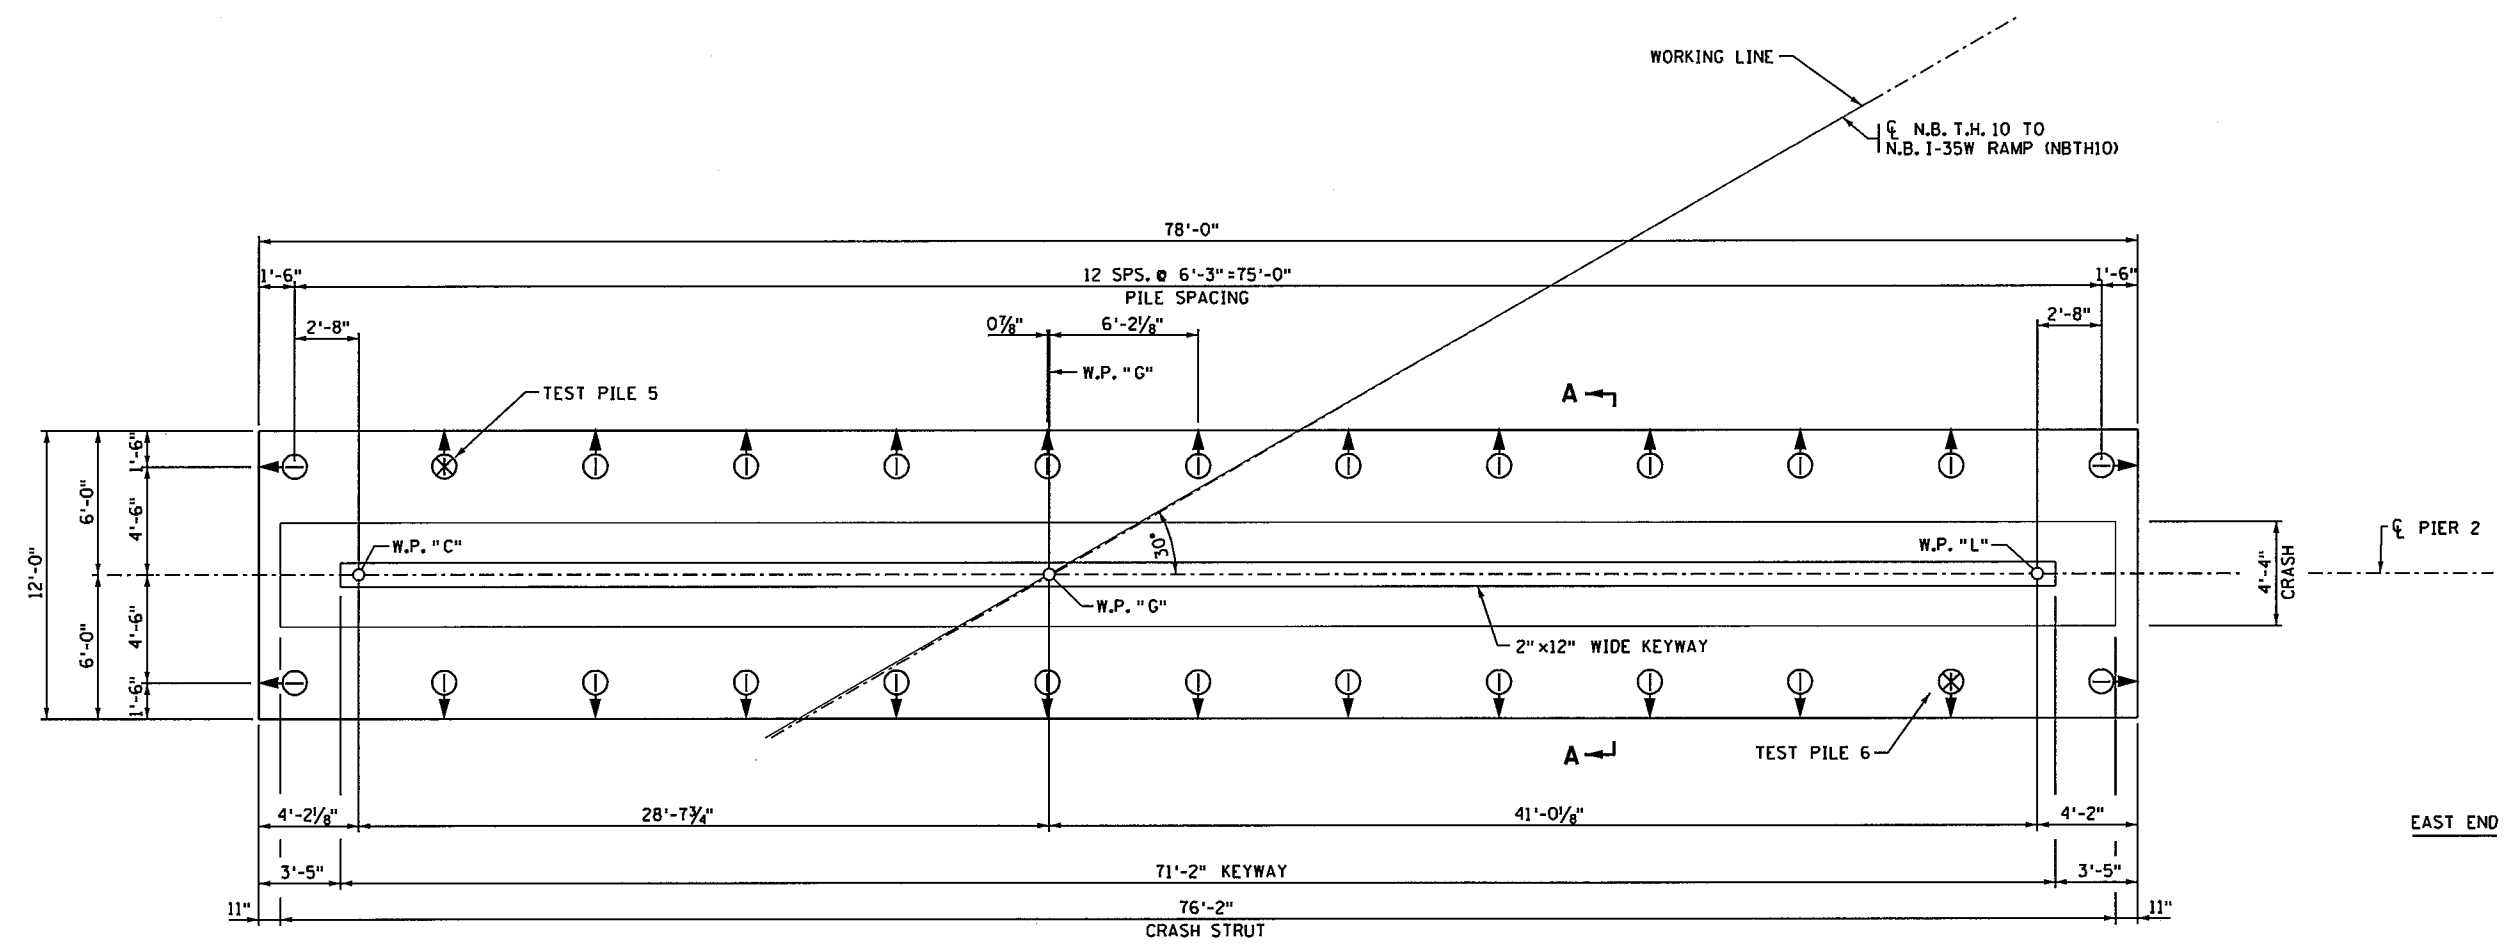 WORKING LINE
℄ N.B. T.H. 10 TO
N.B. I-35W RAMP (NBTH10)
78'-0"
1'-6"
12 SPS. @ 6'-3"=75'-0"
1'-6"
PILE SPACING
2'-8"
0⅞"
6'-2⅛"
2'-8"
W.P. "G"
TEST PILE 5
A
1'-6"
6'-0"
4'-6"
12'-0"
W.P. "C"
30°
W.P. "L"
℄ PIER 2
4'-4"
CRASH
W.P. "G"
2"x12" WIDE KEYWAY
6'-0"
4'-6"
1'-6"
A
TEST PILE 6
4'-2⅛"
28'-7¾"
41'-0⅛"
4'-2"
EAST END
3'-5"
71'-2" KEYWAY
3'-5"
11"
76'-2"
11"
CRASH STRUT